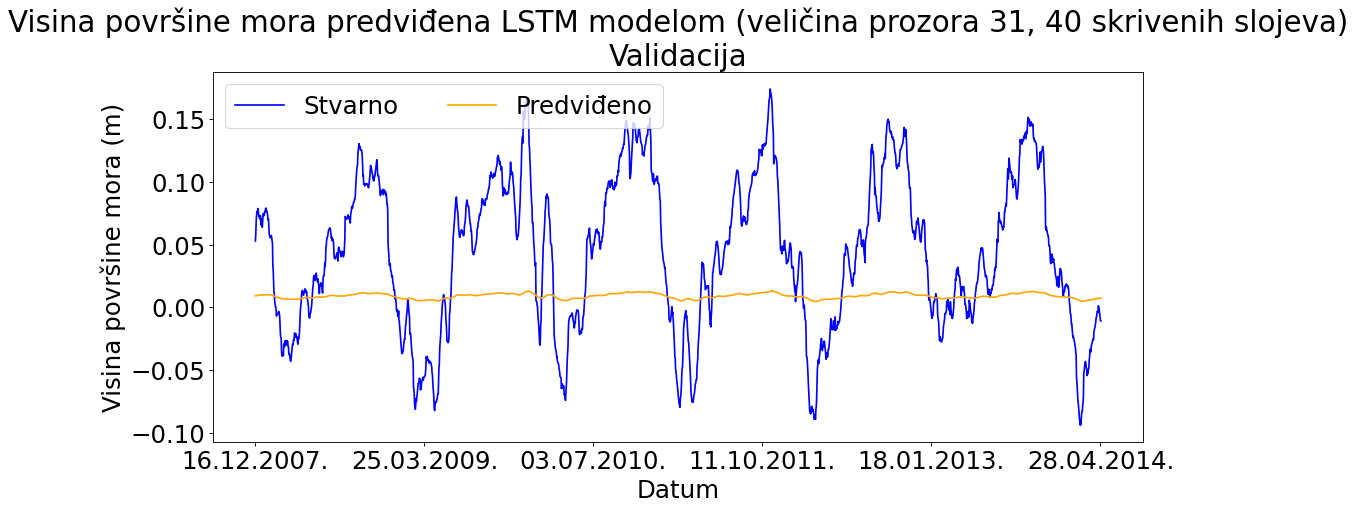 Visina površine mora predviđena LSTM modelom (veličina prozora 31, 40 skrivenih slojeva)
Validacija
Stvarno Predviđeno
Visina površine mora (m)
0.15
0.10
0.05
0.00
−0.05
−0.10
16.12.2007. 25.03.2009. 03.07.2010. 11.10.2011. 18.01.2013. 28.04.2014.
Datum